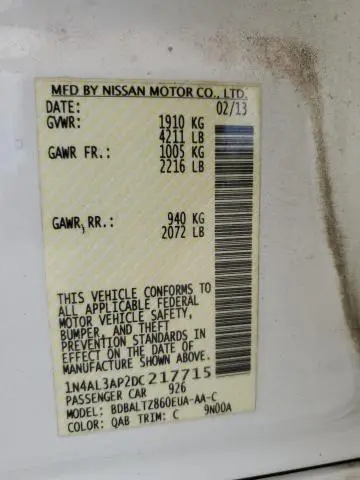 MFD BY NISSAN MOTOR CO., LTD.
DATE: 02/13
GVWR: 1910 KG
4211 LB
GAWR FR.: 1005 KG
2216 LB
GAWR, RR.: 940 KG
2072 LB
THIS VEHICLE CONFORMS TO
ALL APPLICABLE FEDERAL
MOTOR VEHICLE SAFETY,
BUMPER, AND THEFT
PREVENTION STANDARDS IN
EFFECT ON THE DATE OF
MANUFACTURE SHOWN ABOVE.
1N4AL3AP2DC217715
PASSENGER CAR 926
MODEL: BDBALTZ860EUA-AA-C
COLOR: QAB TRIM: C 9N00A